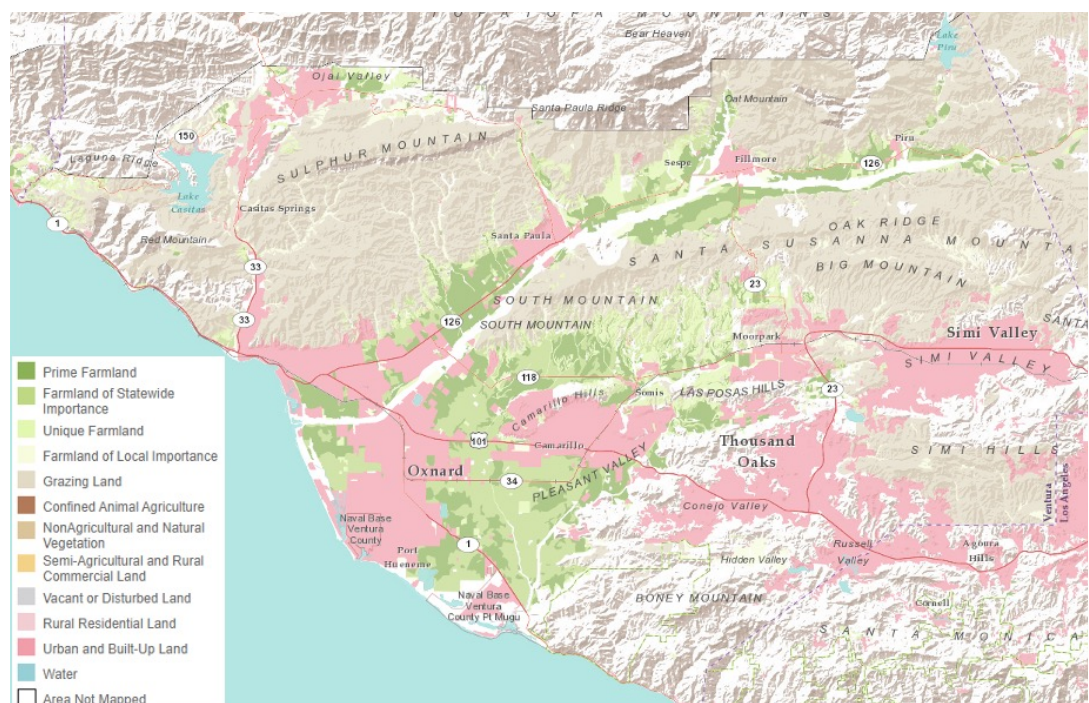 TOPATOPA MOUNTAINS
Bear Heaven
Lake
Piru
Ojai Valley
Oat Mountain
Santa Paula Ridge
150
Laguna Ridge
SULPHUR MOUNTAIN
Sespe
Fillmore
126
Piru
Lake
Casitas
Casitas Springs
1
Red Mountain
Santa Paula
OAK RIDGE
SANTA SUSANNA MOUNTA
BIG MOUNTAIN
33
SOUTH MOUNTAIN
23
33
126
SOUTH MOUNTAIN
Moorpark
Simi Valley
SANTA
SIMI VALLEY
118
Camarillo Hills
Somis
LAS POSAS HILLS
23
101
Camarillo
Thousand
Oaks
SIMI HILLS
Oxnard
34
PLEASANT VALLEY
Ventura
Los Angeles
Conejo Valley
Naval Base
Ventura
County
Port
Hueneme
1
Hidden Valley
Russell
Valley
Agoura
Hills
Naval Base
Ventura
County Pt Mugu
BONEY MOUNTAIN
Cornell
SANTA MONICA
Prime Farmland
Farmland of Statewide
Importance
Unique Farmland
Farmland of Local Importance
Grazing Land
Confined Animal Agriculture
NonAgricultural and Natural
Vegetation
Semi-Agricultural and Rural
Commercial Land
Vacant or Disturbed Land
Rural Residential Land
Urban and Built-Up Land
Water
Area Not Mapped